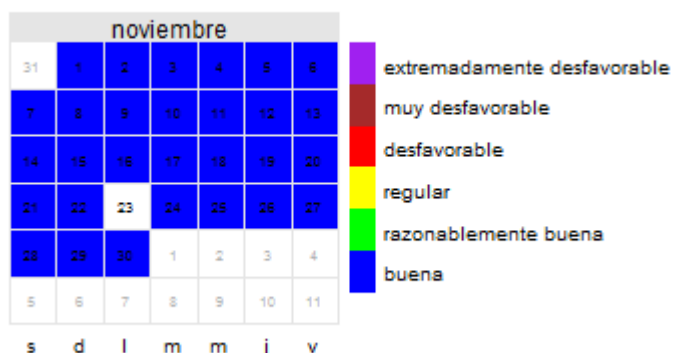 noviembre
31 1 2 3 4 5 6
7 8 9 10 11 12 13
14 15 16 17 18 19 20
21 22 23 24 25 26 27
28 29 30 1 2 3 4
5 6 7 8 9 10 11
s d l m m j v
extremadamente desfavorable
muy desfavorable
desfavorable
regular
razonablemente buena
buena